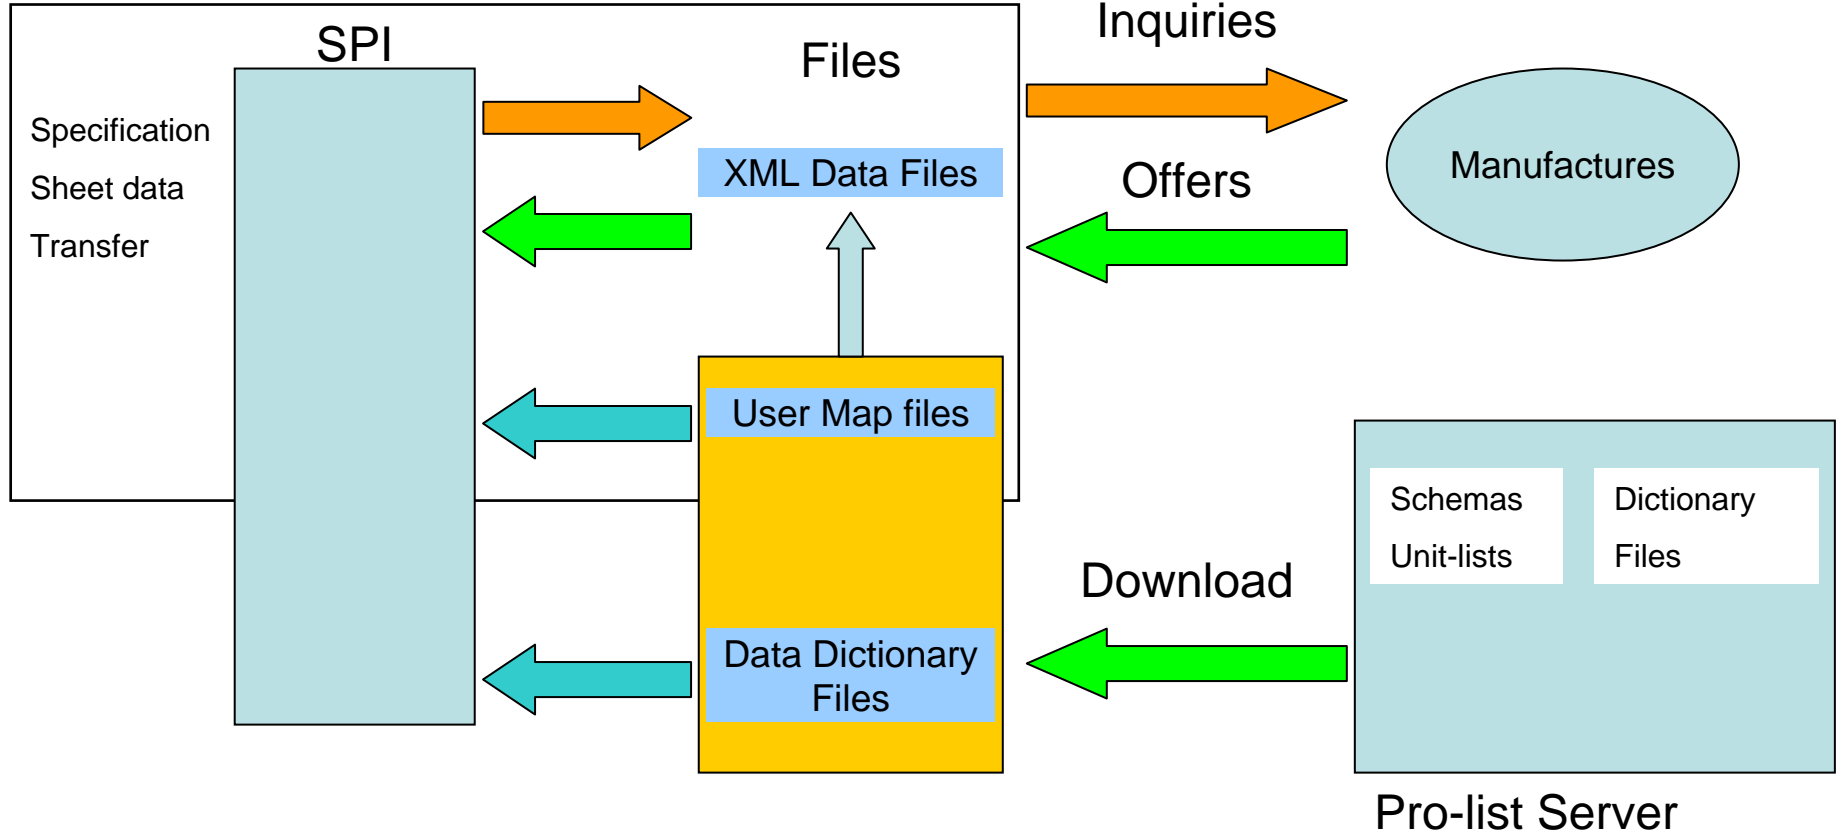 SPI
Files
Inquiries
Specification
Sheet data
Transfer
XML Data Files
Offers
Manufactures
User Map files
Schemas
Unit-lists
Dictionary
Files
Download
Data Dictionary
Files
Pro-list Server